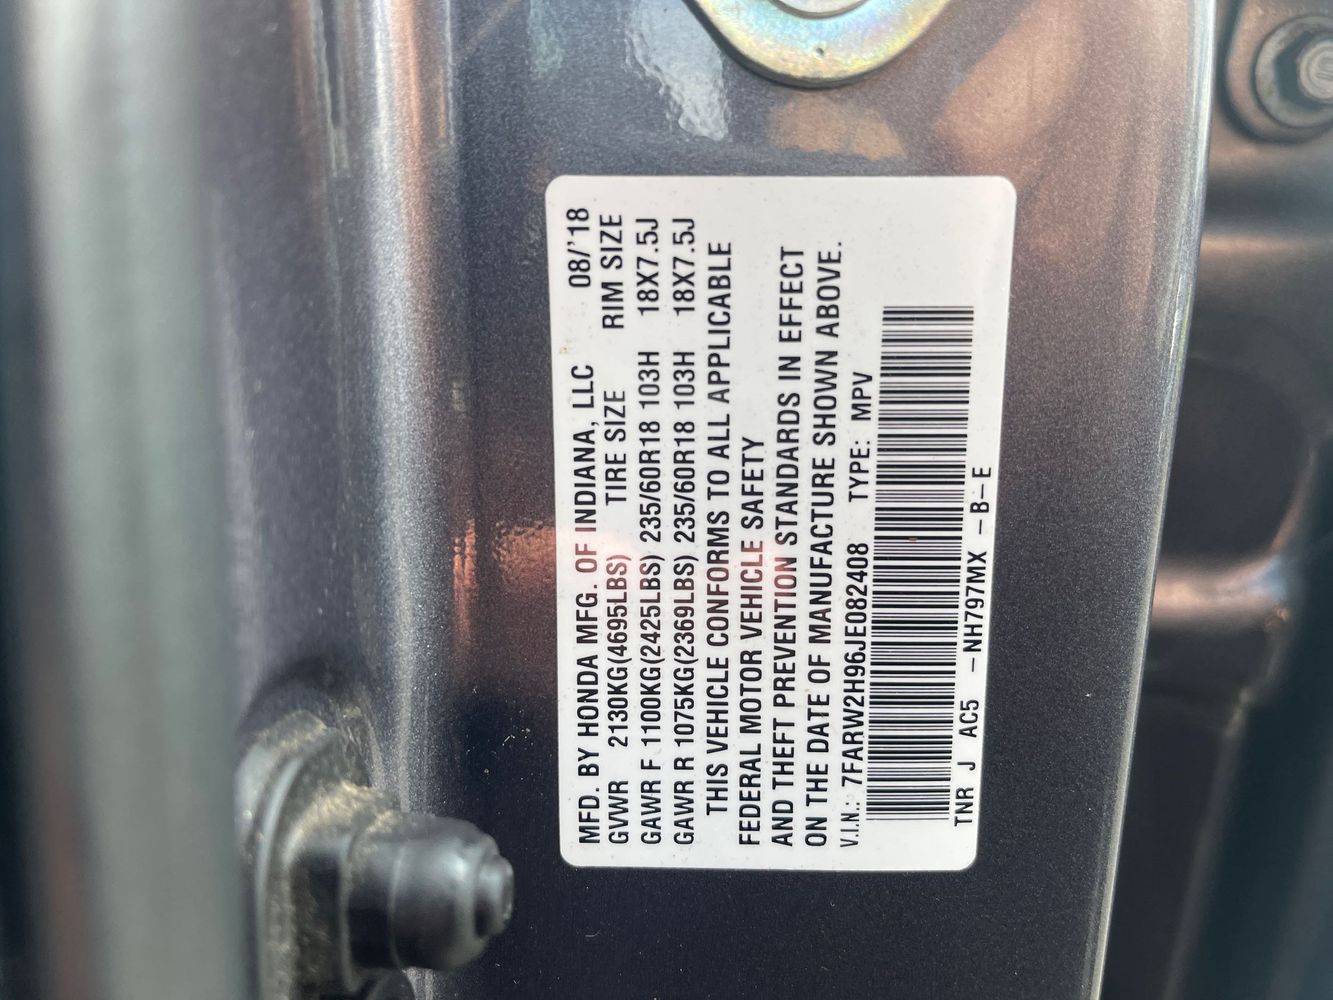 MFD. BY HONDA MFG. OF INDIANA, LLC 08/'18
GVWR 2130KG(4695LBS) TIRE SIZE RIM SIZE
GAWR F 1100KG(2425LBS) 235/60R18 103H 18X7.5J
GAWR R 1075KG(2369LBS) 235/60R18 103H 18X7.5J
THIS VEHICLE CONFORMS TO ALL APPLICABLE
FEDERAL MOTOR VEHICLE SAFETY
AND THEFT PREVENTION STANDARDS IN EFFECT
ON THE DATE OF MANUFACTURE SHOWN ABOVE.
V.I.N.: 7FARW2H96JE082408 TYPE: MPV
TNR J AC5 -NH797MX -B-E